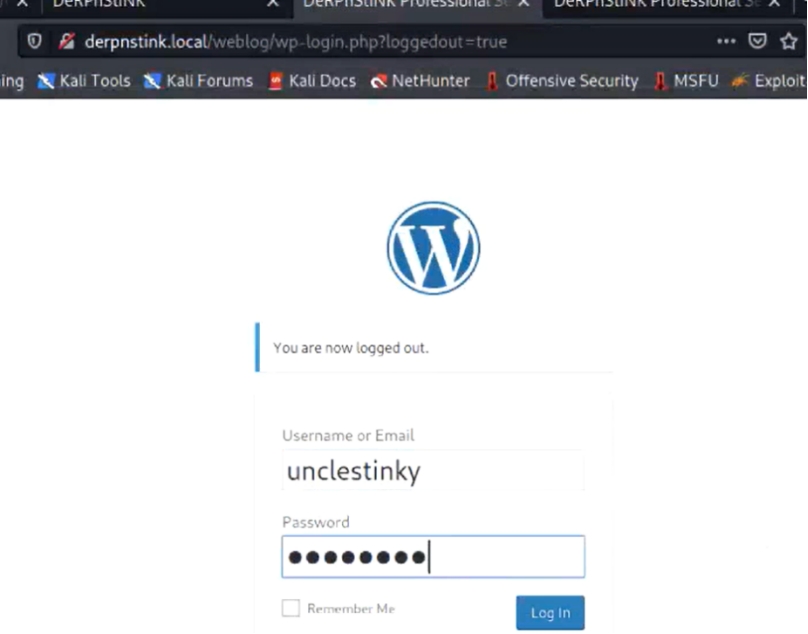 DeRPnStiNK DeRPnStiNK Professional Se DeRPnStiNK Professional Se
derpnstink.local/weblog/wp-login.php?loggedout=true
ing Kali Tools Kali Forums Kali Docs NetHunter Offensive Security MSFU Exploit
You are now logged out.
Username or Email
unclestinky
Password
Remember Me
Log In